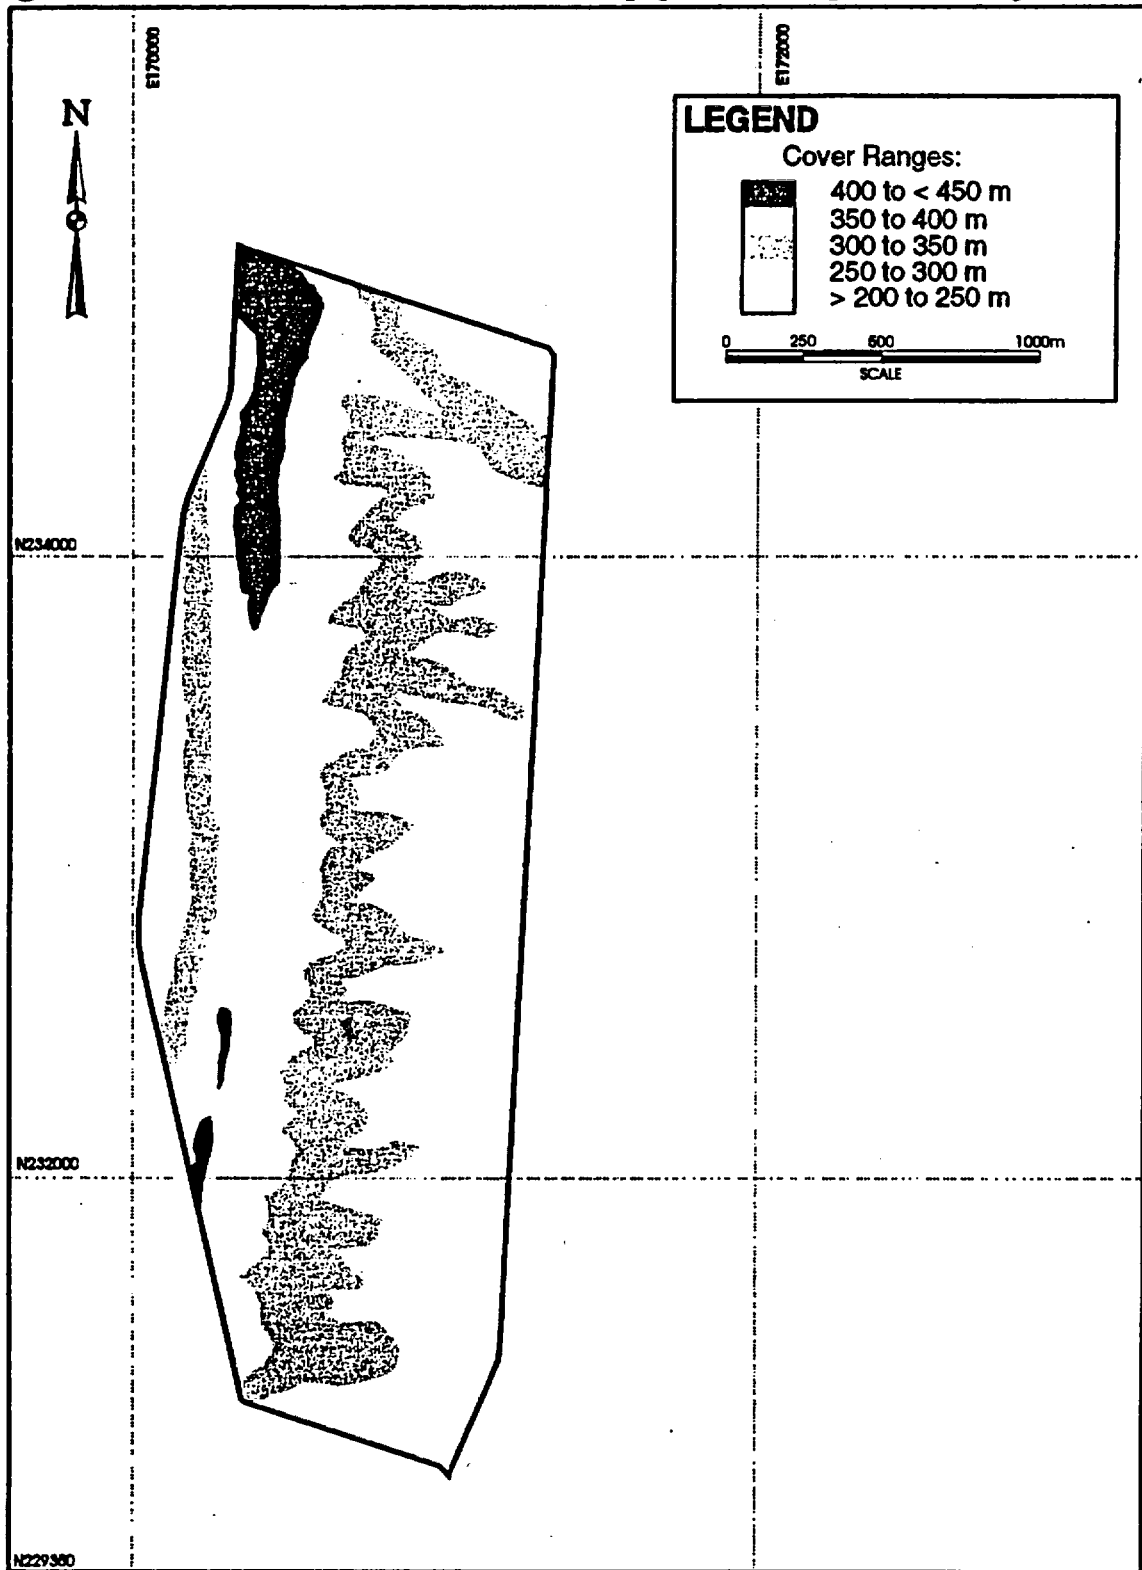 E170000
E172000
N
LEGEND
Cover Ranges:
400 to < 450 m
350 to 400 m
300 to 350 m
250 to 300 m
> 200 to 250 m
0 250 500 1000m
SCALE
N234000
N232000
N229380